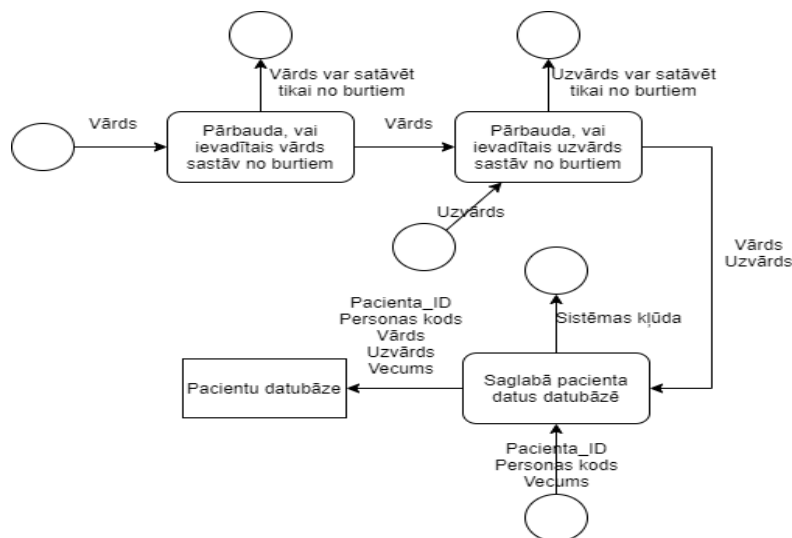 Vārds var satāvēt
tikai no burtiem
Uzvārds var satāvēt
tikai no burtiem
Vārds
Pārbauda, vai
ievadītais vārds
sastāv no burtiem
Vārds
Pārbauda, vai
ievadītais uzvārds
sastāv no burtiem
Uzvārds
Vārds
Uzvārds
Sistēmas kļūda
Pacienta_ID
Personas kods
Vārds
Uzvārds
Vecums
Pacientu datubāze
Saglabā pacienta
datus datubāzē
Pacienta_ID
Personas kods
Vecums